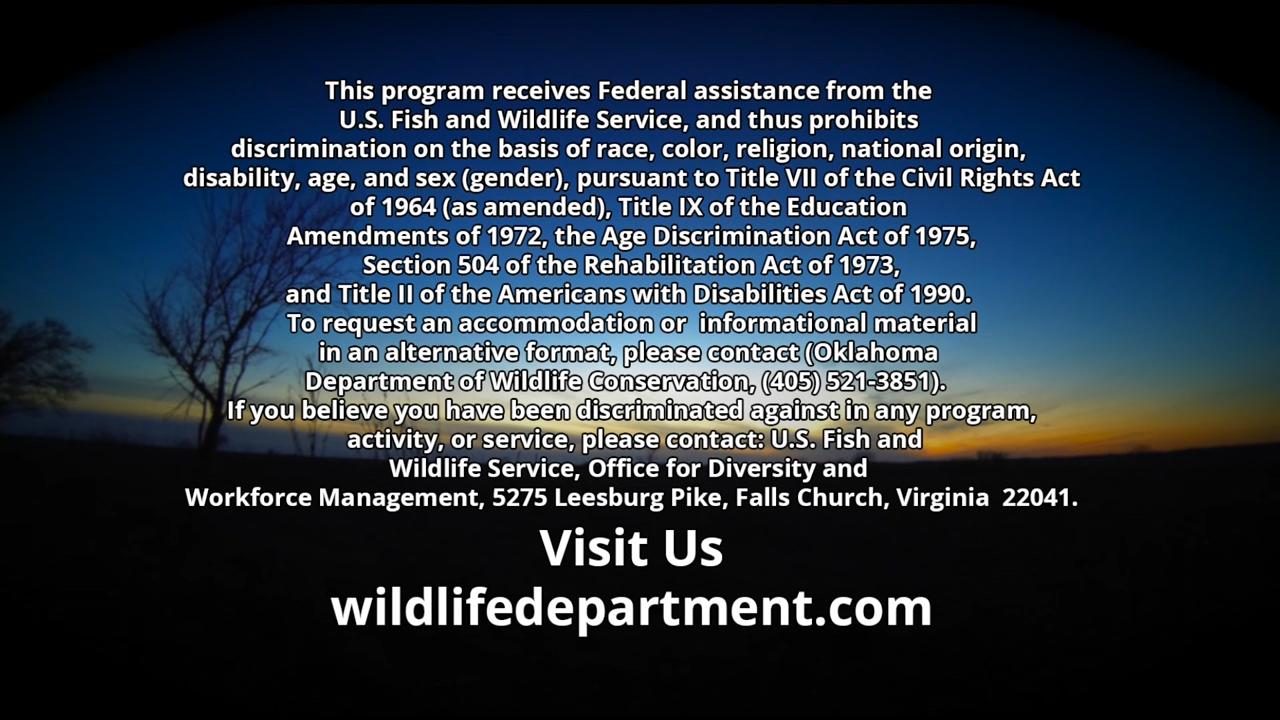 This program receives Federal assistance from the
U.S. Fish and Wildlife Service, and thus prohibits
discrimination on the basis of race, color, religion, national origin,
disability, age, and sex (gender), pursuant to Title VII of the Civil Rights Act
of 1964 (as amended), Title IX of the Education
Amendments of 1972, the Age Discrimination Act of 1975,
Section 504 of the Rehabilitation Act of 1973,
and Title II of the Americans with Disabilities Act of 1990.
To request an accommodation or  informational material
in an alternative format, please contact (Oklahoma
Department of Wildlife Conservation, (405) 521-3851).
If you believe you have been discriminated against in any program,
activity, or service, please contact: U.S. Fish and
Wildlife Service, Office for Diversity and
Workforce Management, 5275 Leesburg Pike, Falls Church, Virginia  22041.
Visit Us
wildlifedepartment.com